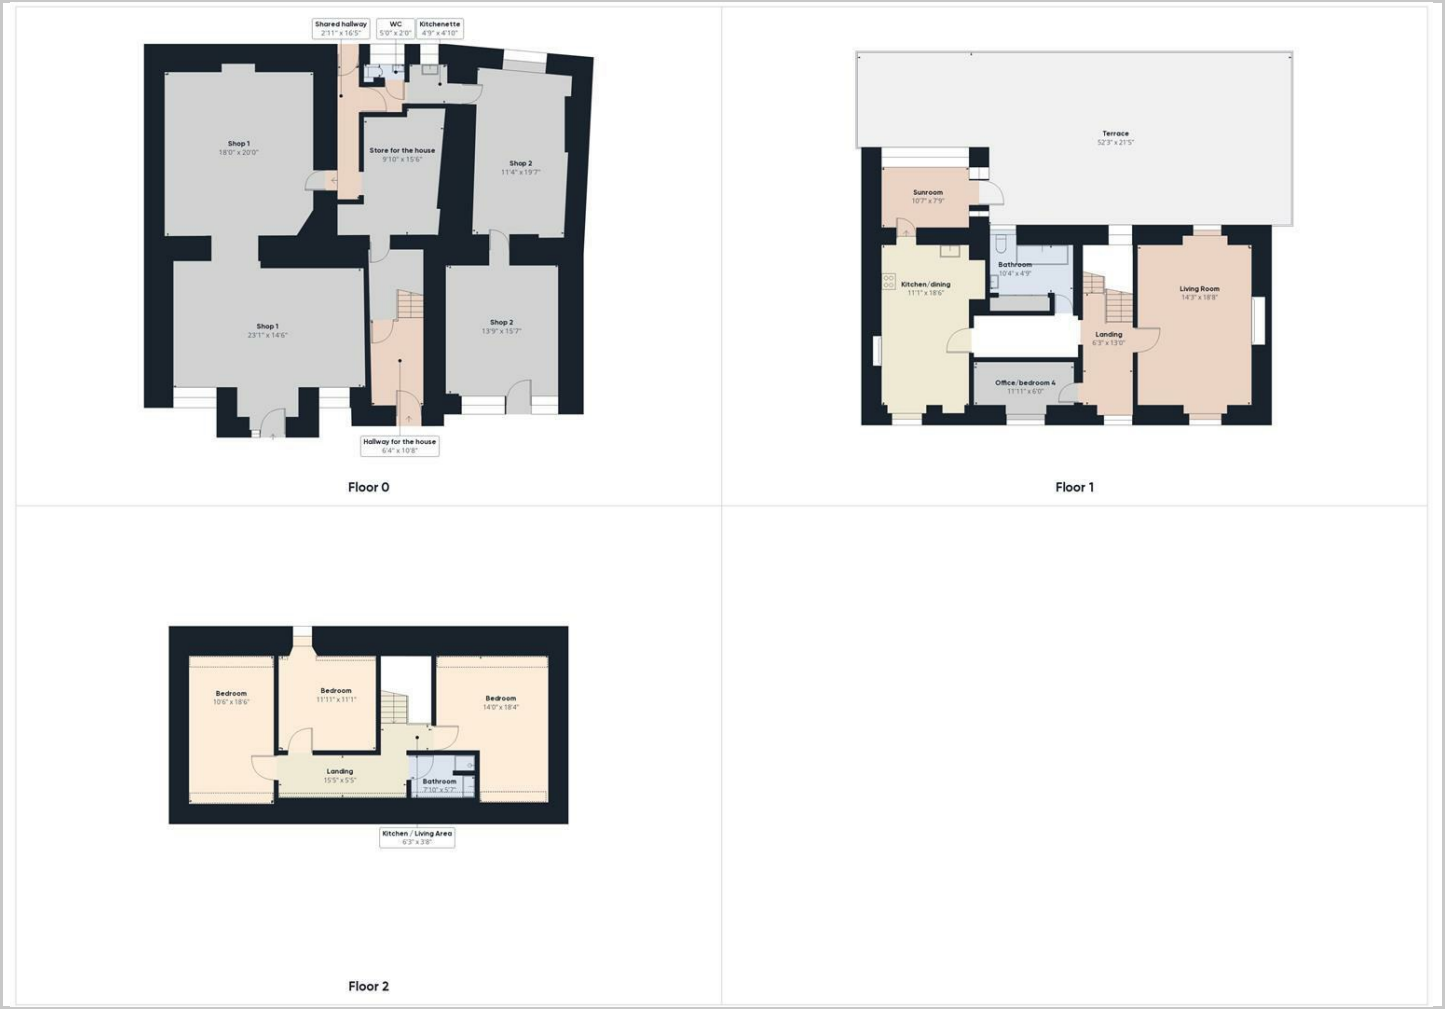 Shared hallway
2'11" x 16'5"
WC
5'0" x 2'0"
Kitchenette
4'9" x 4'10"
Shop 1
18'0" x 20'0"
Store for the house
9'10" x 15'6"
Shop 2
11'4" x 19'7"
Shop 1
23'1" x 14'6"
Shop 2
13'9" x 15'7"
Hallway for the house
6'4" x 10'8"
Floor 0
Terrace
52'3" x 21'5"
Sunroom
10'7" x 7'9"
Bathroom
10'4" x 4'9"
Kitchen/dining
11'1" x 18'6"
Living Room
14'3" x 18'8"
Landing
6'3" x 13'0"
Office/bedroom 4
11'11" x 6'0"
Floor 1
Bedroom
10'6" x 18'6"
Bedroom
11'11" x 11'1"
Bedroom
14'0" x 18'4"
Landing
15'5" x 5'5"
Bathroom
7'10" x 5'7"
Kitchen / Living Area
6'3" x 3'8"
Floor 2